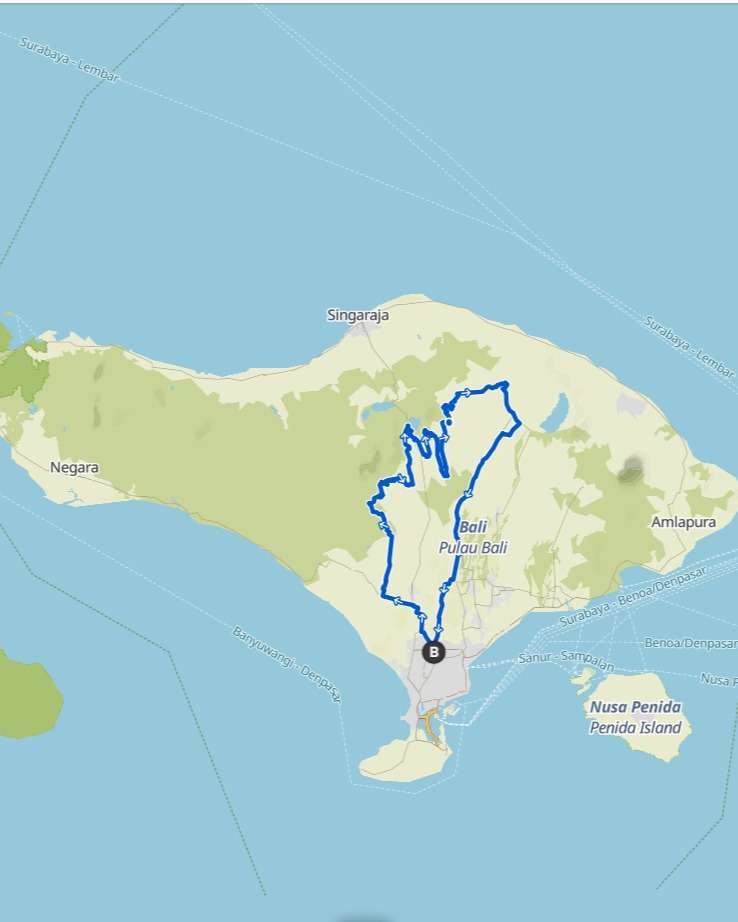 Surabaya - Lembar
Singaraja
Surabaya - Lembar
Negara
Amlapura
Bali
Pulau Bali
Surabaya - Benoa/Denpasar
Banyuwangi - Denpasar
B
Benoa/Denpasar
Sanur - Sampalan
Nusa P
Nusa Penida
Penida Island